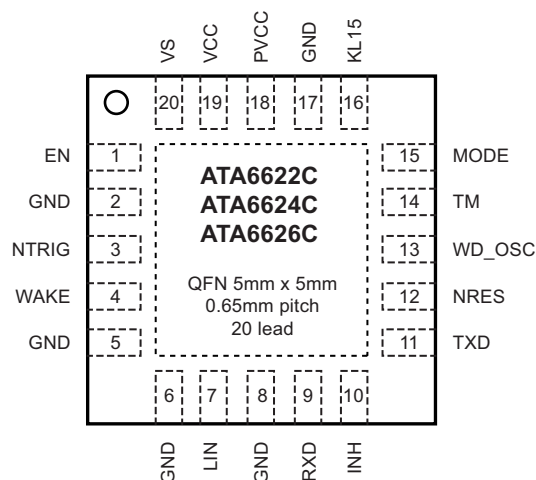 VS
VCC
PVCC
GND
KL15
20
19
18
17
16
EN
1
15
MODE
GND
2
14
TM
NTRIG
3
13
WD_OSC
WAKE
4
12
NRES
GND
5
11
TXD
ATA6622C
ATA6624C
ATA6626C
QFN 5mm x 5mm
0.65mm pitch
20 lead
6
7
8
9
10
GND
LIN
GND
RXD
INH